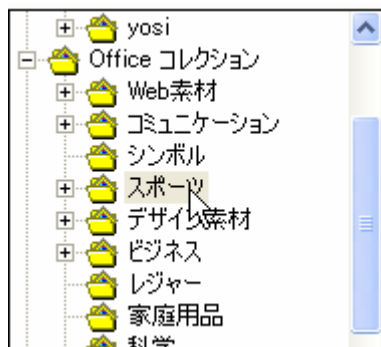 yosi
Office コレクション
Web素材
コミュニケーション
シンボル
スポーツ
デザイン素材
ビジネス
レジャー
家庭用品
科学